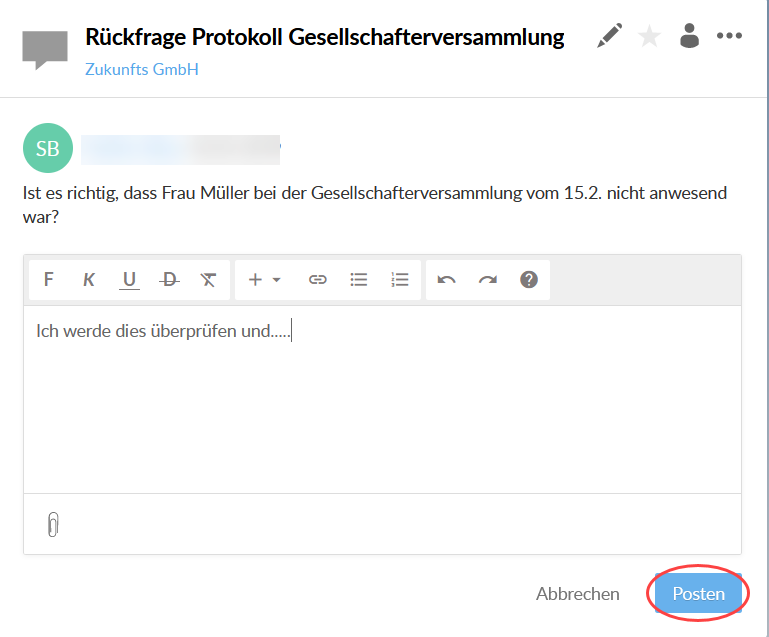 Rückfrage Protokoll Gesellschafterversammlung
Zukunfts GmbH
SB
Ist es richtig, dass Frau Müller bei der Gesellschafterversammlung vom 15.2. nicht anwesend
war?
F K U D
Ich werde dies überprüfen und.....
Abbrechen Posten